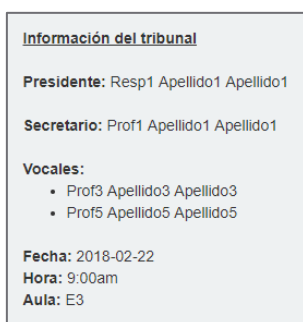 Información del tribunal
Presidente: Resp1 Apellido1 Apellido1
Secretario: Prof1 Apellido1 Apellido1
Vocales:
• Prof3 Apellido3 Apellido3
• Prof5 Apellido5 Apellido5
Fecha: 2018-02-22
Hora: 9:00am
Aula: E3